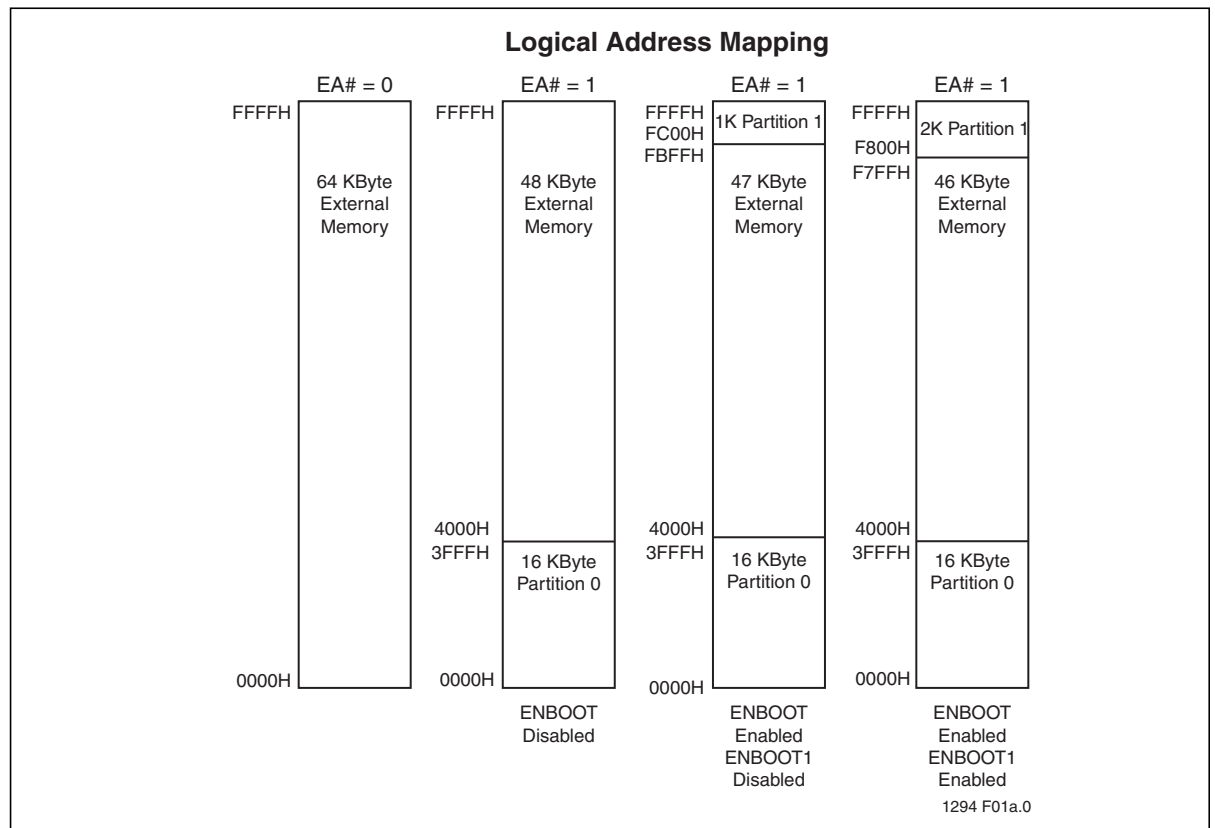 Logical Address Mapping
EA# = 0
FFFFH
64 KByte
External
Memory
0000H
EA# = 1
FFFFH
48 KByte
External
Memory
4000H
3FFFH
16 KByte
Partition 0
0000H
ENBOOT
Disabled
EA# = 1
FFFFH
FC00H
FBFFH
1K Partition 1
47 KByte
External
Memory
4000H
3FFFH
16 KByte
Partition 0
0000H
ENBOOT
Enabled
ENBOOT1
Disabled
EA# = 1
FFFFH
F800H
F7FFH
2K Partition 1
46 KByte
External
Memory
4000H
3FFFH
16 KByte
Partition 0
0000H
ENBOOT
Enabled
ENBOOT1
Enabled
1294 F01a.0